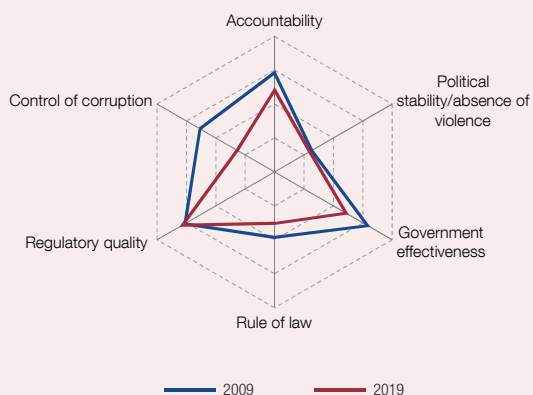 Accountability
Political
stability/absence of
violence
Control of corruption
Regulatory quality
Government
effectiveness
Rule of law
2009
2019